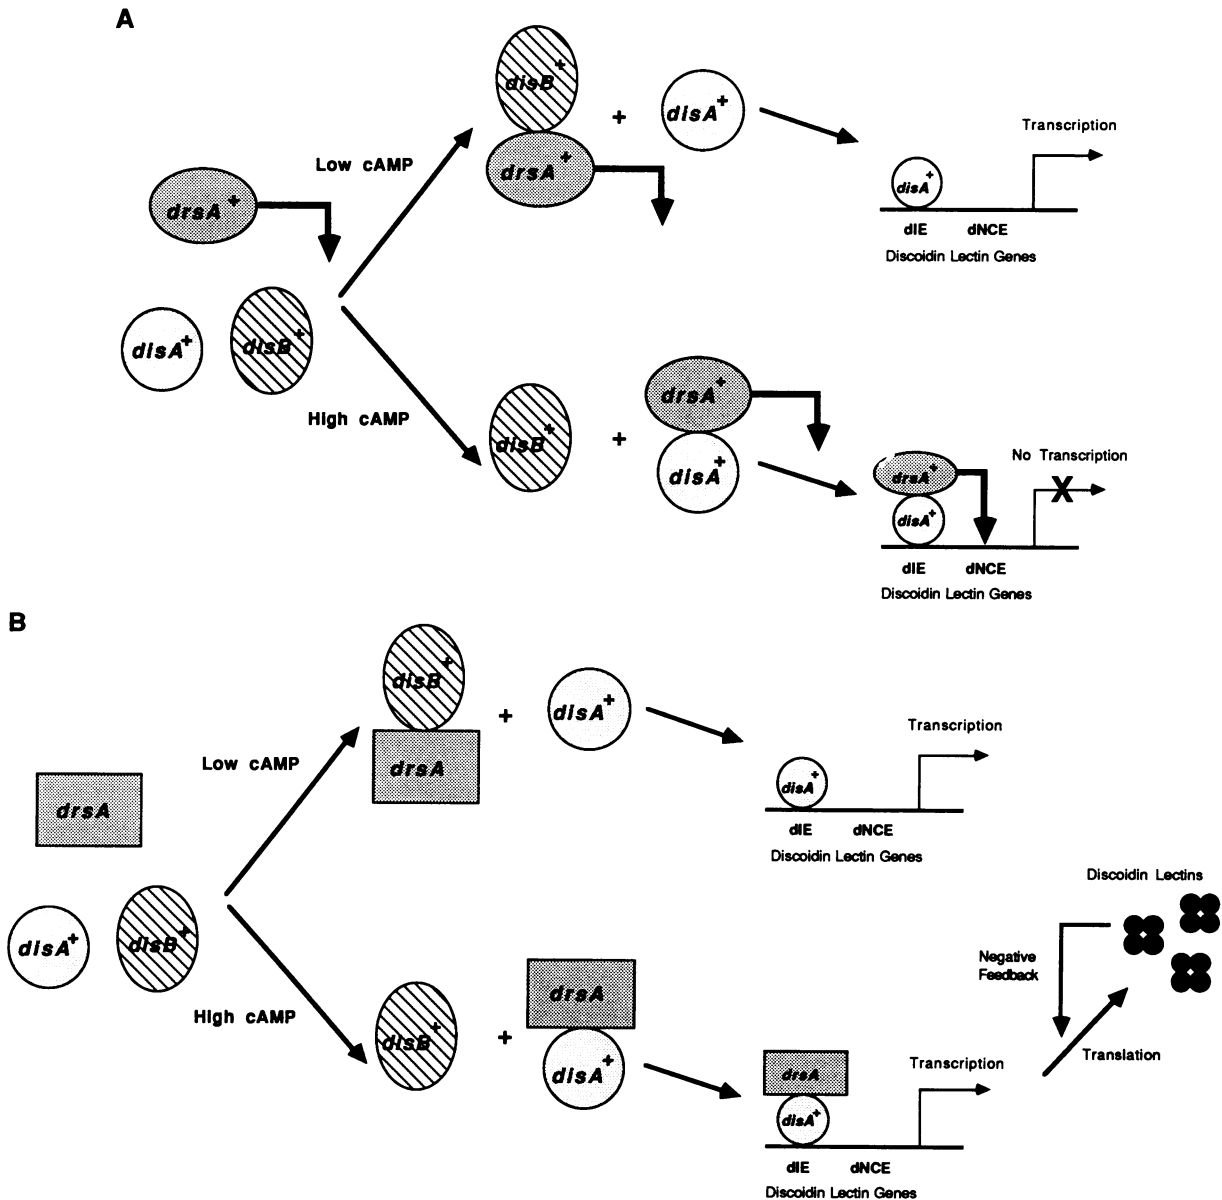 A
disB+
+
disA+
Transcription
Low cAMP
drsA+
disA+
drsA+
dIE dNCE
Discoidin Lectin Genes
disA+
disB+
drsA+
High cAMP
disB+
+
No Transcription
X
disA+
drsA+
disA+
dIE dNCE
Discoidin Lectin Genes
B
disB+
+
disA+
Transcription
Low cAMP
drsA
disA+
drsA
dIE dNCE
Discoidin Lectin Genes
Discoidin Lectins
disA+
disB+
Negative
Feedback
drsA
High cAMP
disB+
+
disA+
Translation
Transcription
drsA
disA+
dIE dNCE
Discoidin Lectin Genes